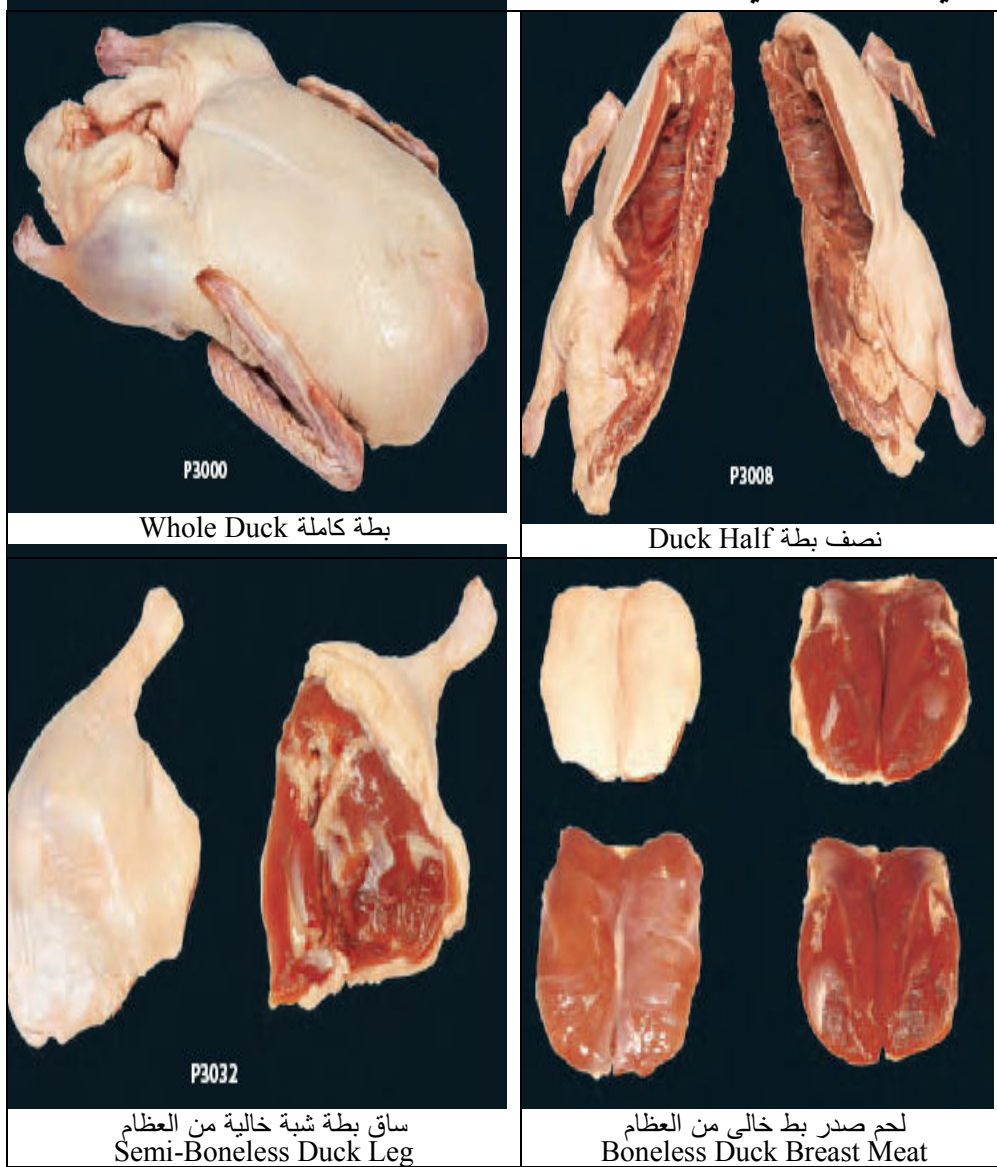 P3000
P3008
بطة كاملة Whole Duck
نصف بطة Duck Half
P3032
ساق بطة شبة خالية من العظام
Semi-Boneless Duck Leg
لحم صدر بط خالى من العظام
Boneless Duck Breast Meat